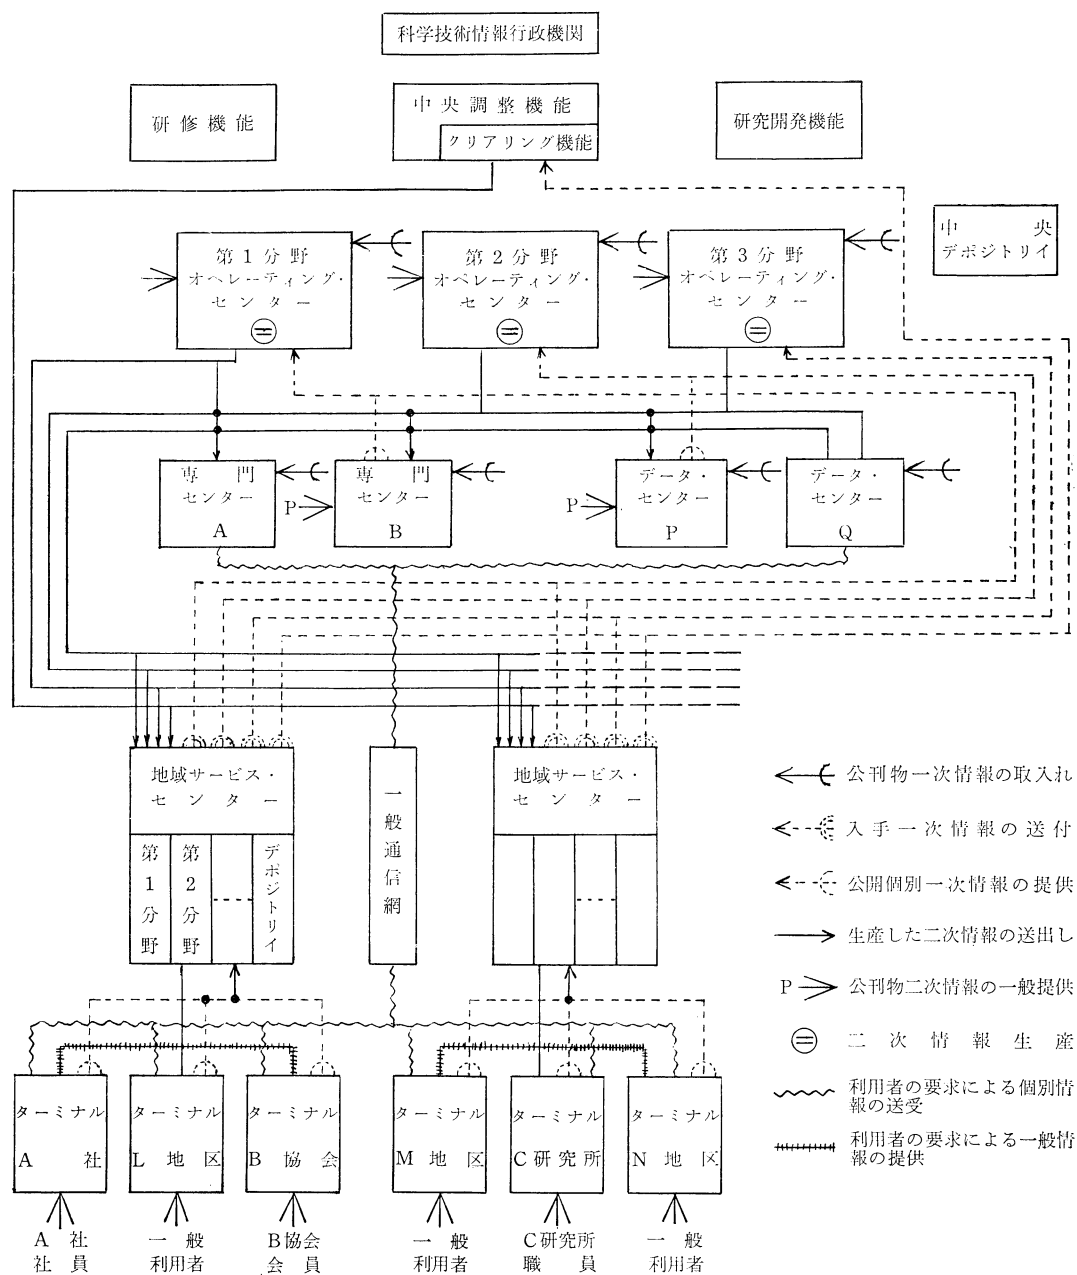 科学技術情報行政機関
研修機能
中央調整機能
クリアリング機能
研究開発機能
中央
デポジトリイ
第1分野
オペレーティング・
センター
㊁
第2分野
オペレーティング・
センター
㊁
第3分野
オペレーティング・
センター
㊁
専門
センター
A
P
専門
センター
B
P
データ・
センター
P
データ・
センター
Q
地域サービス・
センター
第1分野
第2分野
デポジトリイ
一般通信網
地域サービス・
センター
公刊物一次情報の取入れ
入手一次情報の送付
公開個別一次情報の提供
生産した二次情報の送出し
P 公刊物二次情報の一般提供
㊁ 二次情報生産
利用者の要求による個別情
報の送受
利用者の要求による一般情
報の提供
ターミナル
A社
ターミナル
L地区
ターミナル
B協会
ターミナル
M地区
ターミナル
C研究所
ターミナル
N地区
A社
社員
一般
利用者
B協会
会員
一般
利用者
C研究所
職員
一般
利用者